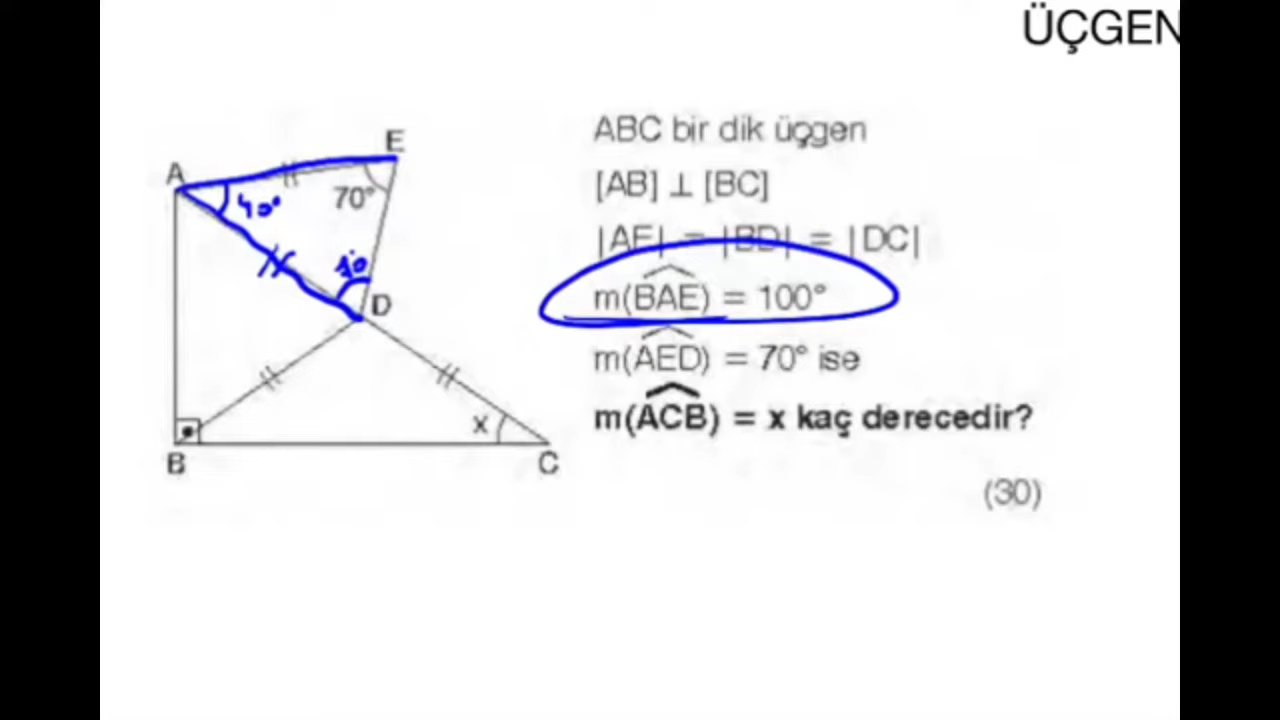 ÜÇGEN
ABC bir dik üçgen
[AB] ⊥ [BC]
|AE| = |BD| = |DC|
m(BAE) = 100°
m(AED) = 70° ise
m(ACB) = x kaç derecedir?
(30)
A
E
70°
40°
D
x
B
C